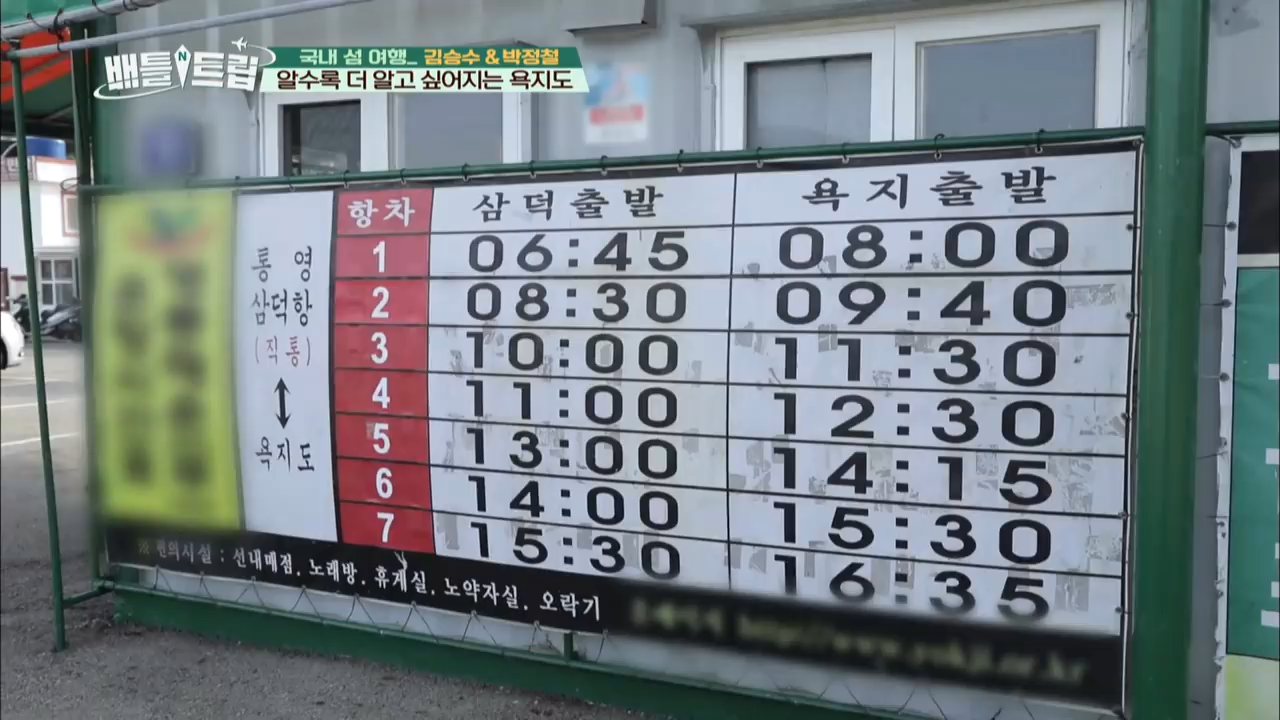 배틀트립
국내 섬 여행_ 김승수 & 박정철
알수록 더 알고 싶어지는 욕지도
통영
삼덕항
(직통)
↕
욕지도
항차 삼덕출발 욕지출발
1 06:45 08:00
2 08:30 09:40
3 10:00 11:30
4 11:00 12:30
5 13:00 14:15
6 14:00 15:30
7 15:30 16:35
※ 편의시설 : 선내매점, 노래방, 휴게실, 노약자실, 오락기